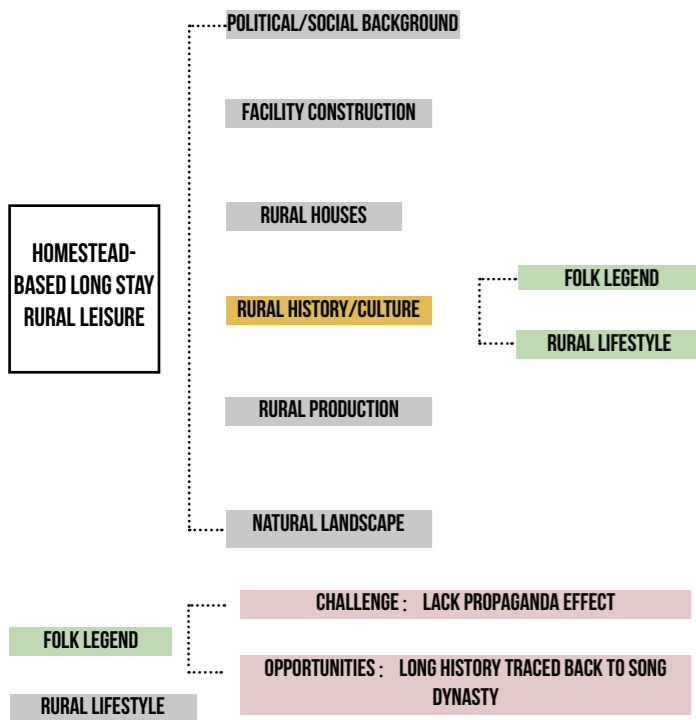 POLITICAL/SOCIAL BACKGROUND
FACILITY CONSTRUCTION
RURAL HOUSES
HOMESTEAD-
BASED LONG STAY
RURAL LEISURE
RURAL HISTORY/CULTURE
FOLK LEGEND
RURAL LIFESTYLE
RURAL PRODUCTION
NATURAL LANDSCAPE
CHALLENGE： LACK PROPAGANDA EFFECT
FOLK LEGEND
OPPORTUNITIES： LONG HISTORY TRACED BACK TO SONG
DYNASTY
RURAL LIFESTYLE